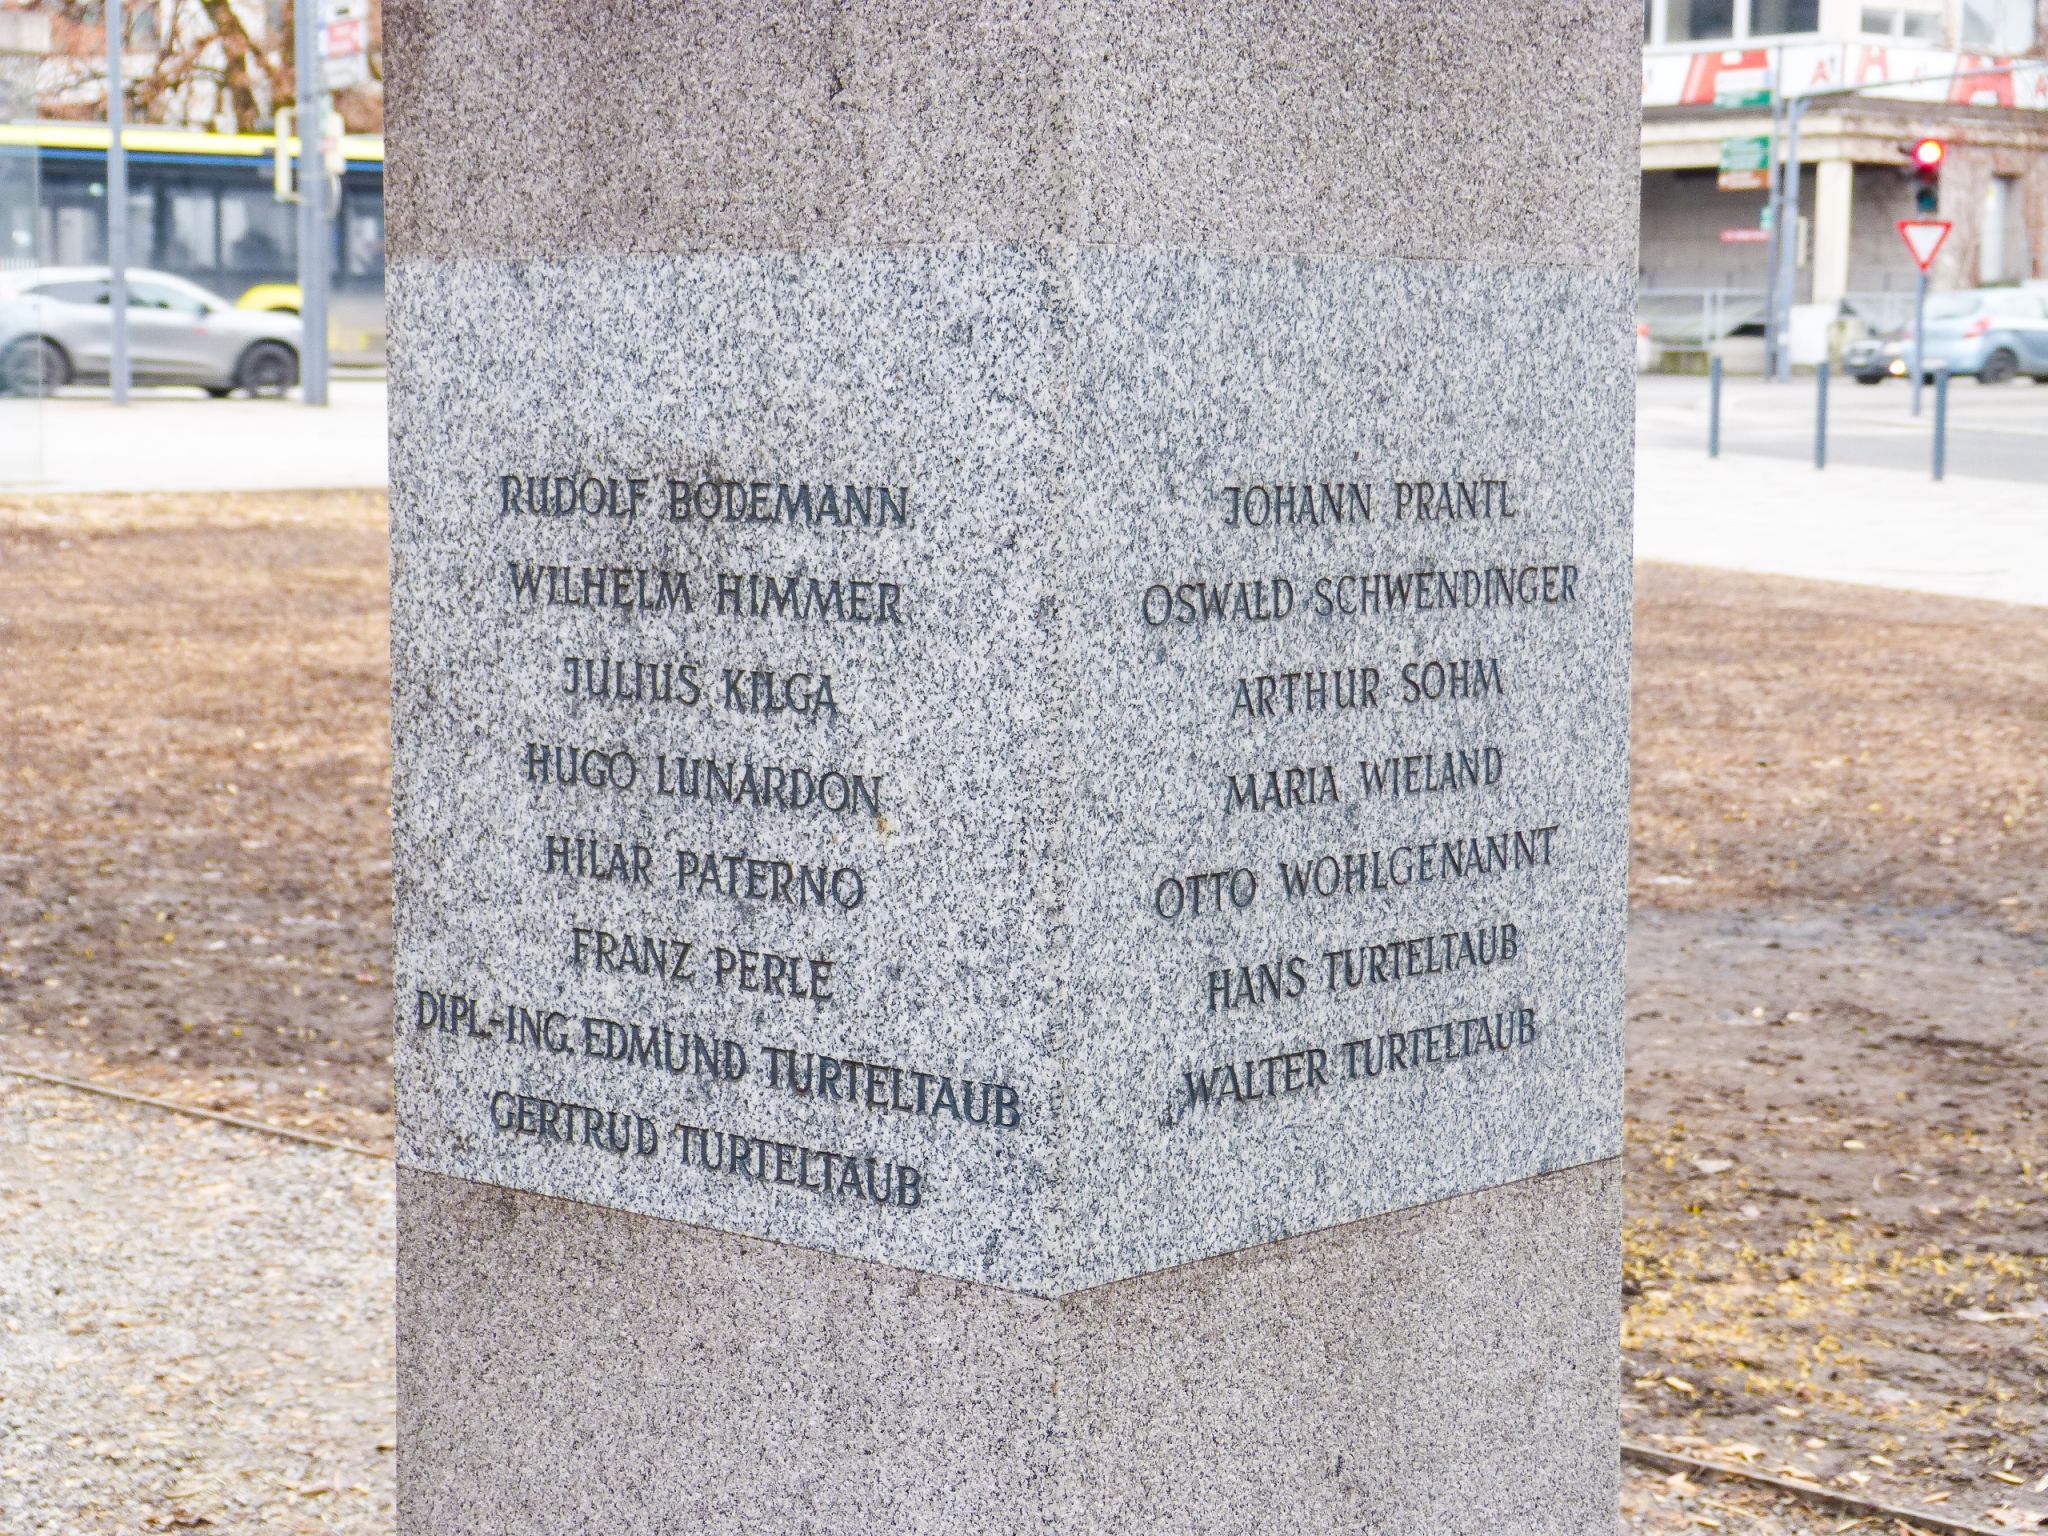 RUDOLF BODEMANN
WILHELM HIMMER
JULIUS KILGA
HUGO LUNARDON
HILAR PATERNO
FRANZ PERLE
DIPL.-ING. EDMUND TURTELTAUB
GERTRUD TURTELTAUB
JOHANN PRANTL
OSWALD SCHWENDINGER
ARTHUR SOHM
MARIA WIELAND
OTTO WOHLGENANNT
HANS TURTELTAUB
WALTER TURTELTAUB